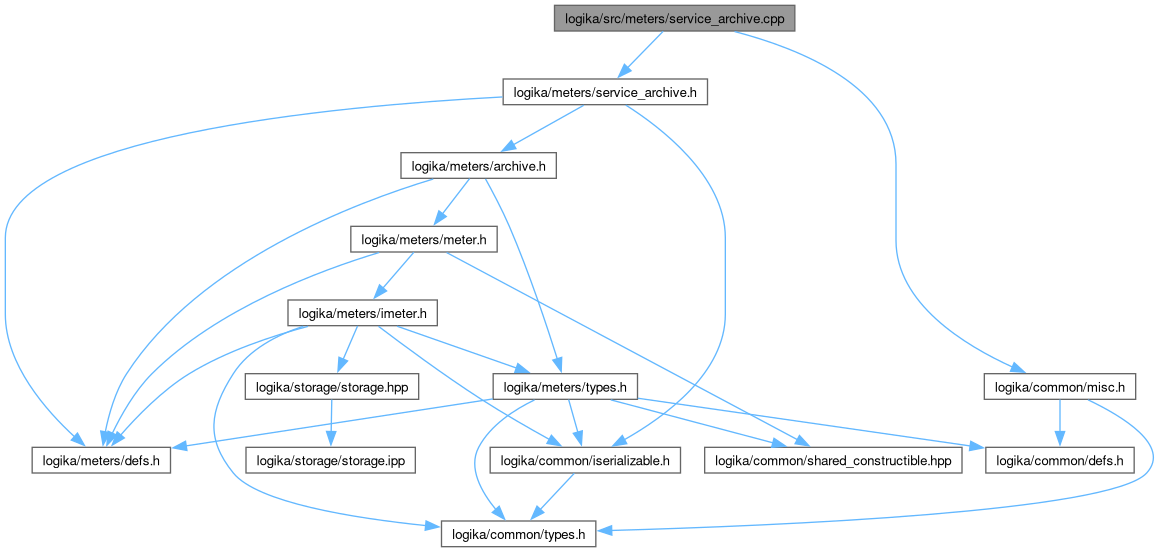 logika/src/meters/service_archive.cpp
logika/meters/service_archive.h
logika/meters/archive.h
logika/meters/meter.h
logika/meters/imeter.h
logika/storage/storage.hpp
logika/meters/types.h
logika/common/misc.h
logika/meters/defs.h
logika/storage/storage.ipp
logika/common/iserializable.h
logika/common/shared_constructible.hpp
logika/common/defs.h
logika/common/types.h